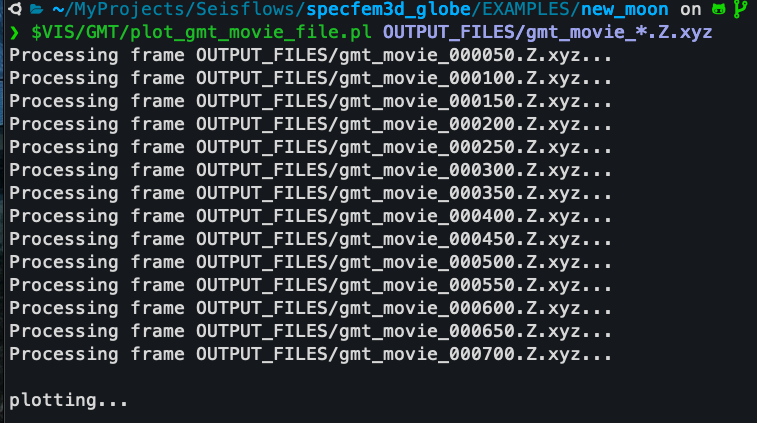 ~/MyProjects/Seisflows/specfem3d_globe/EXAMPLES/new_moon on
❯ $VIS/GMT/plot_gmt_movie_file.pl OUTPUT_FILES/gmt_movie_*.Z.xyz
Processing frame OUTPUT_FILES/gmt_movie_000050.Z.xyz...
Processing frame OUTPUT_FILES/gmt_movie_000100.Z.xyz...
Processing frame OUTPUT_FILES/gmt_movie_000150.Z.xyz...
Processing frame OUTPUT_FILES/gmt_movie_000200.Z.xyz...
Processing frame OUTPUT_FILES/gmt_movie_000250.Z.xyz...
Processing frame OUTPUT_FILES/gmt_movie_000300.Z.xyz...
Processing frame OUTPUT_FILES/gmt_movie_000350.Z.xyz...
Processing frame OUTPUT_FILES/gmt_movie_000400.Z.xyz...
Processing frame OUTPUT_FILES/gmt_movie_000450.Z.xyz...
Processing frame OUTPUT_FILES/gmt_movie_000500.Z.xyz...
Processing frame OUTPUT_FILES/gmt_movie_000550.Z.xyz...
Processing frame OUTPUT_FILES/gmt_movie_000600.Z.xyz...
Processing frame OUTPUT_FILES/gmt_movie_000650.Z.xyz...
Processing frame OUTPUT_FILES/gmt_movie_000700.Z.xyz...
plotting...